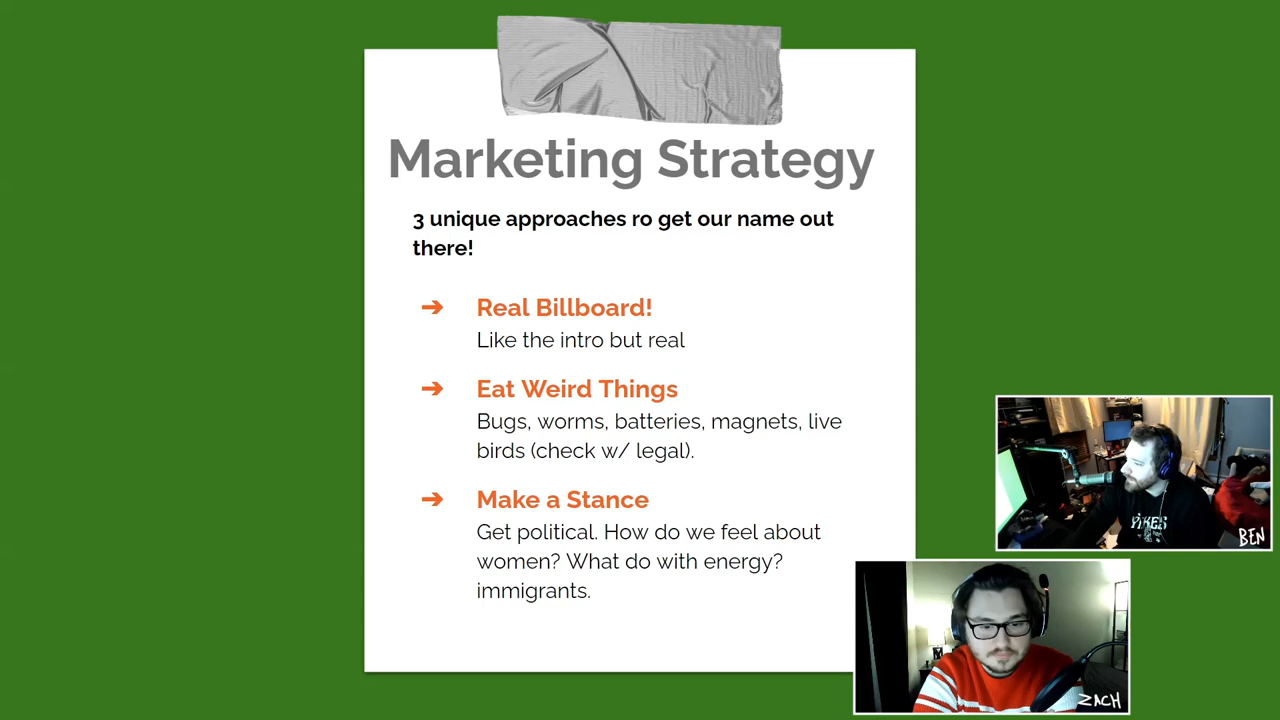 Marketing Strategy
3 unique approaches ro get our name out
there!
➔ Real Billboard!
Like the intro but real
➔ Eat Weird Things
Bugs, worms, batteries, magnets, live
birds (check w/ legal).
➔ Make a Stance
Get political. How do we feel about
women? What do with energy?
immigrants.
YIKES
BEN
ZACH